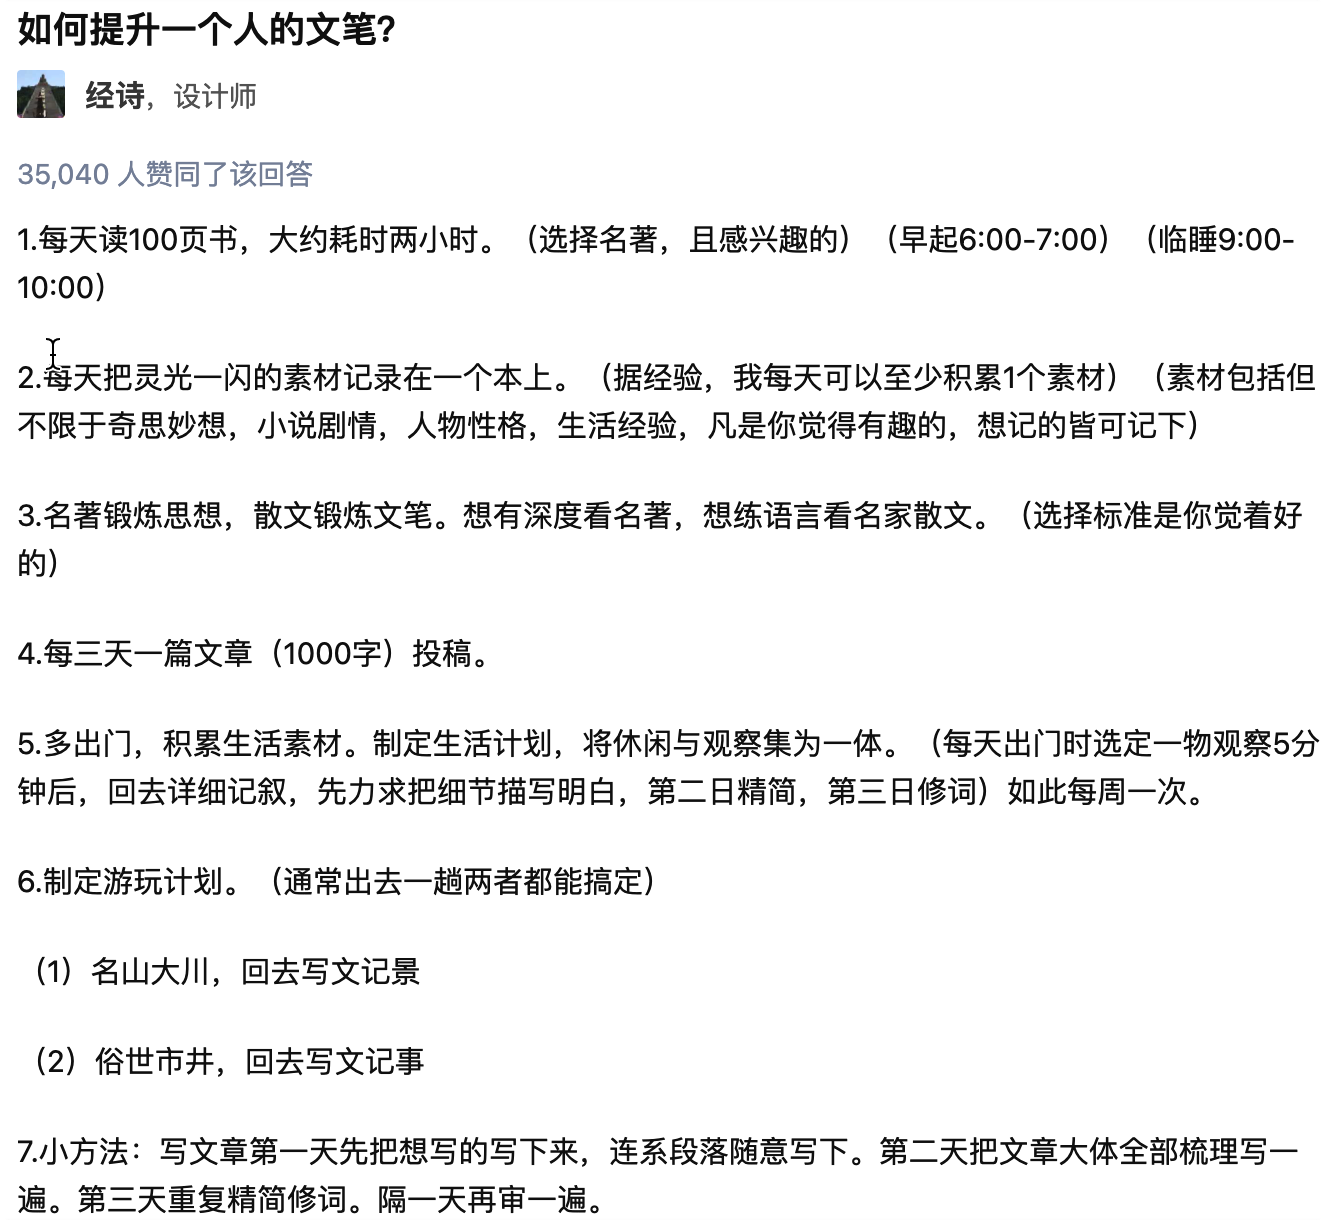 如何提升一个人的文笔?
经诗，设计师
35,040 人赞同了该回答
1.每天读100页书，大约耗时两小时。（选择名著，且感兴趣的）（早起6:00-7:00）（临睡9:00-
10:00）
2.每天把灵光一闪的素材记录在一个本上。（据经验，我每天可以至少积累1个素材）（素材包括但
不限于奇思妙想，小说剧情，人物性格，生活经验，凡是你觉得有趣的，想记的皆可记下）
3.名著锻炼思想，散文锻炼文笔。想有深度看名著，想练语言看名家散文。（选择标准是你觉着好
的）
4.每三天一篇文章（1000字）投稿。
5.多出门，积累生活素材。制定生活计划，将休闲与观察集为一体。（每天出门时选定一物观察5分
钟后，回去详细记叙，先力求把细节描写明白，第二日精简，第三日修词）如此每周一次。
6.制定游玩计划。（通常出去一趟两者都能搞定）
（1）名山大川，回去写文记景
（2）俗世市井，回去写文记事
7.小方法：写文章第一天先把想写的写下来，连系段落随意写下。第二天把文章大体全部梳理写一
遍。第三天重复精简修词。隔一天再审一遍。